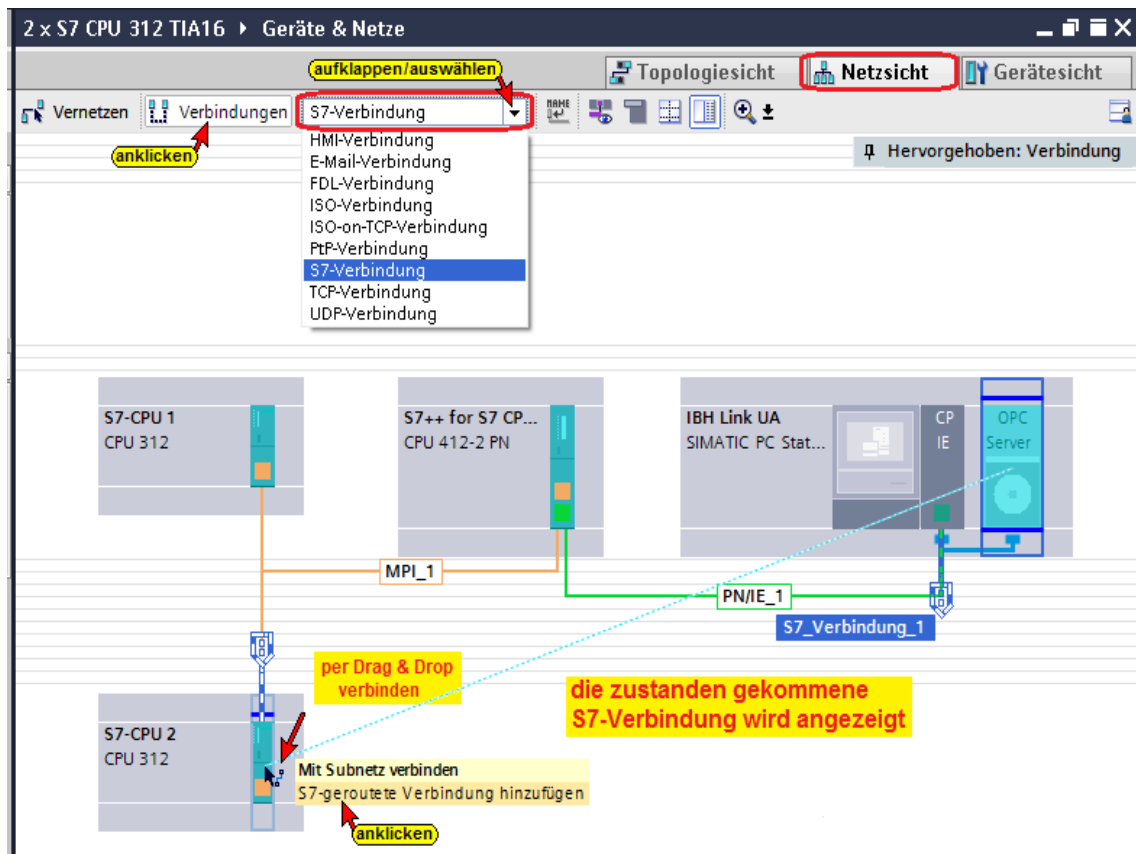 2 x S7 CPU 312 TIA16 ▸ Geräte & Netze
aufklappen/auswählen
Topologiesicht
Netzsicht
Gerätesicht
Vernetzen
Verbindungen
S7-Verbindung
NAME
anklicken
Hervorgehoben: Verbindung
HMI-Verbindung
E-Mail-Verbindung
FDL-Verbindung
ISO-Verbindung
ISO-on-TCP-Verbindung
PtP-Verbindung
S7-Verbindung
TCP-Verbindung
UDP-Verbindung
S7-CPU 1
CPU 312
S7++ for S7 CP...
CPU 412-2 PN
IBH Link UA
SIMATIC PC Stat...
CP
IE
OPC
Server
MPI_1
PN/IE_1
S7_Verbindung_1
per Drag & Drop
verbinden
die zustanden gekommene
S7-Verbindung wird angezeigt
S7-CPU 2
CPU 312
Mit Subnetz verbinden
S7-geroutete Verbindung hinzufügen
anklicken